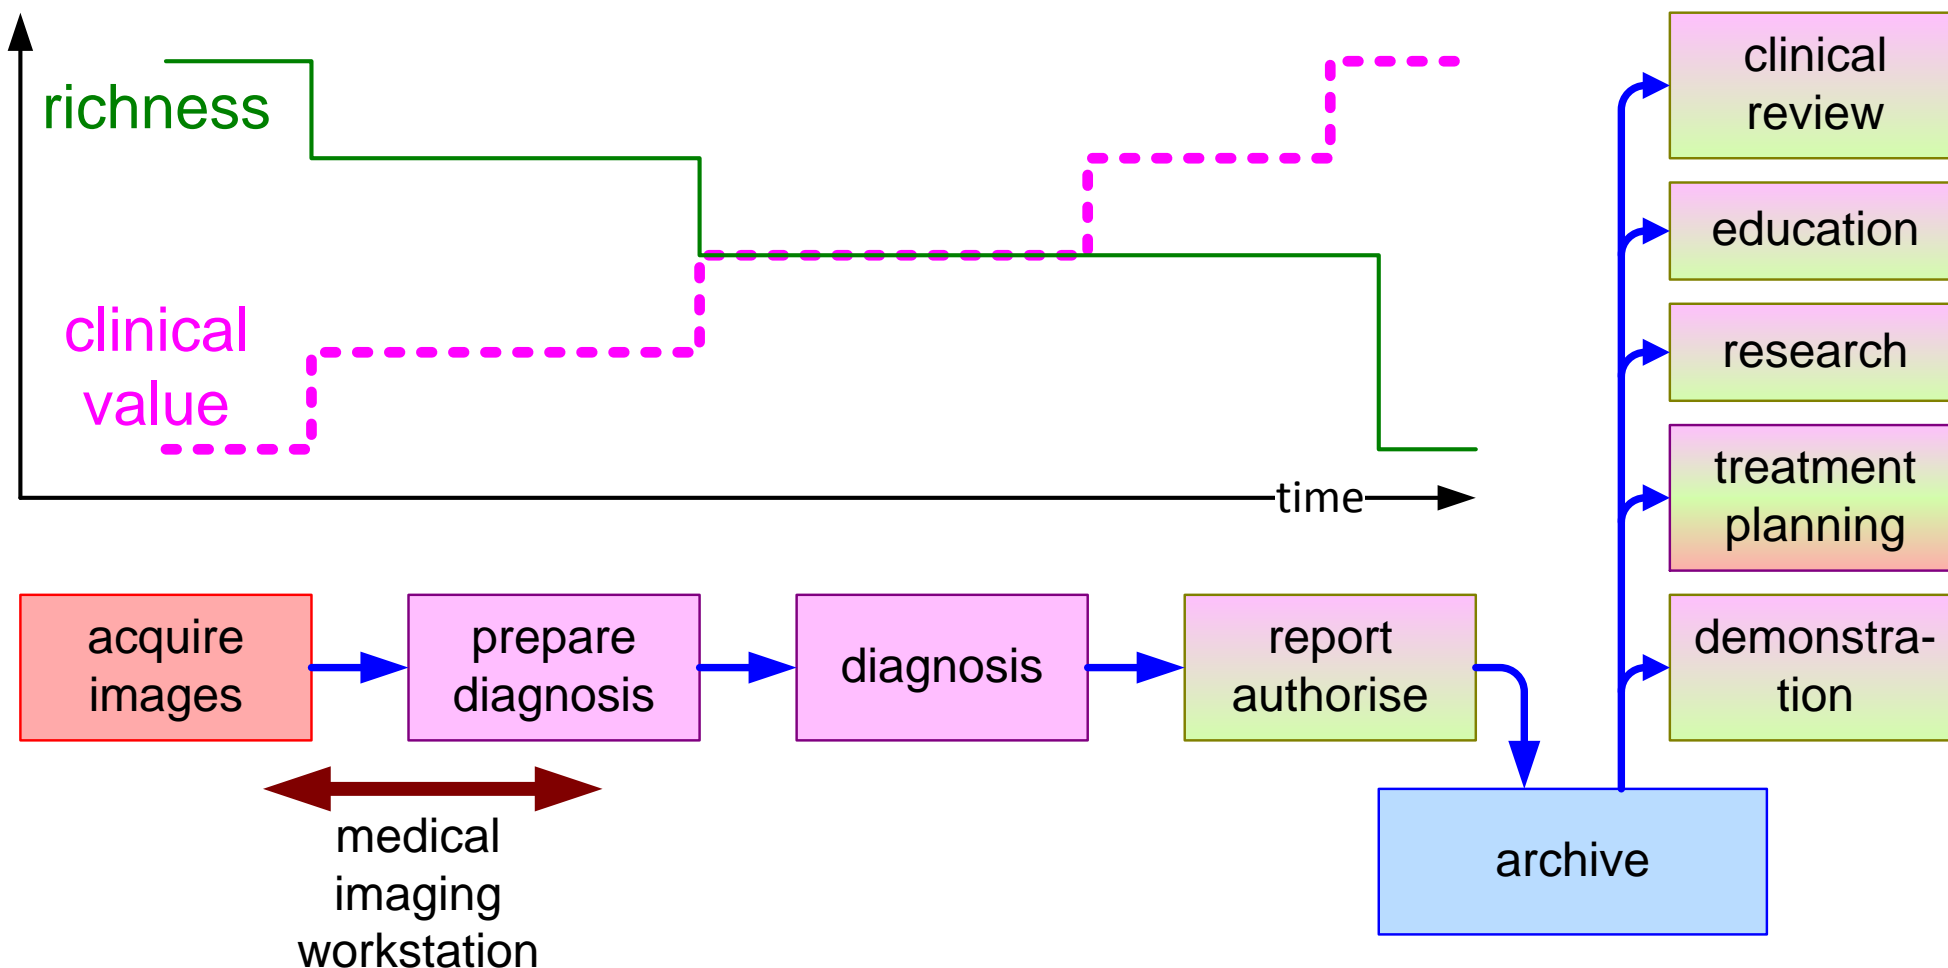 richness
clinical
value
time
clinical
review
education
research
treatment
planning
demonstra-
tion
acquire
images
prepare
diagnosis
diagnosis
report
authorise
archive
medical
imaging
workstation